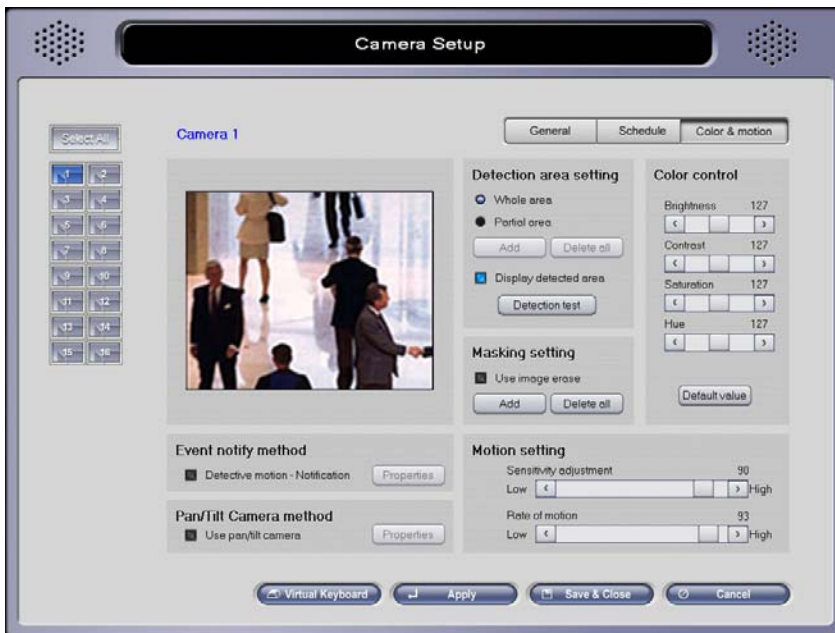 Camera Setup
Select All
Camera 1
General
Schedule
Color & motion
1
2
3
4
5
6
7
8
9
10
11
12
13
14
15
16
Detection area setting
Whole area
Partial area
Add
Delete all
Display detected area
Detection test
Masking setting
Use image erase
Add
Delete all
Color control
Brightness 127
Contrast 127
Saturation 127
Hue 127
Default value
Event notify method
Detective motion - Notification
Properties
Pan/Tilt Camera method
Use pan/tilt camera
Properties
Motion setting
Sensitivity adjustment 90
Low
High
Rate of motion 93
Low
High
Virtual Keyboard
Apply
Save & Close
Cancel